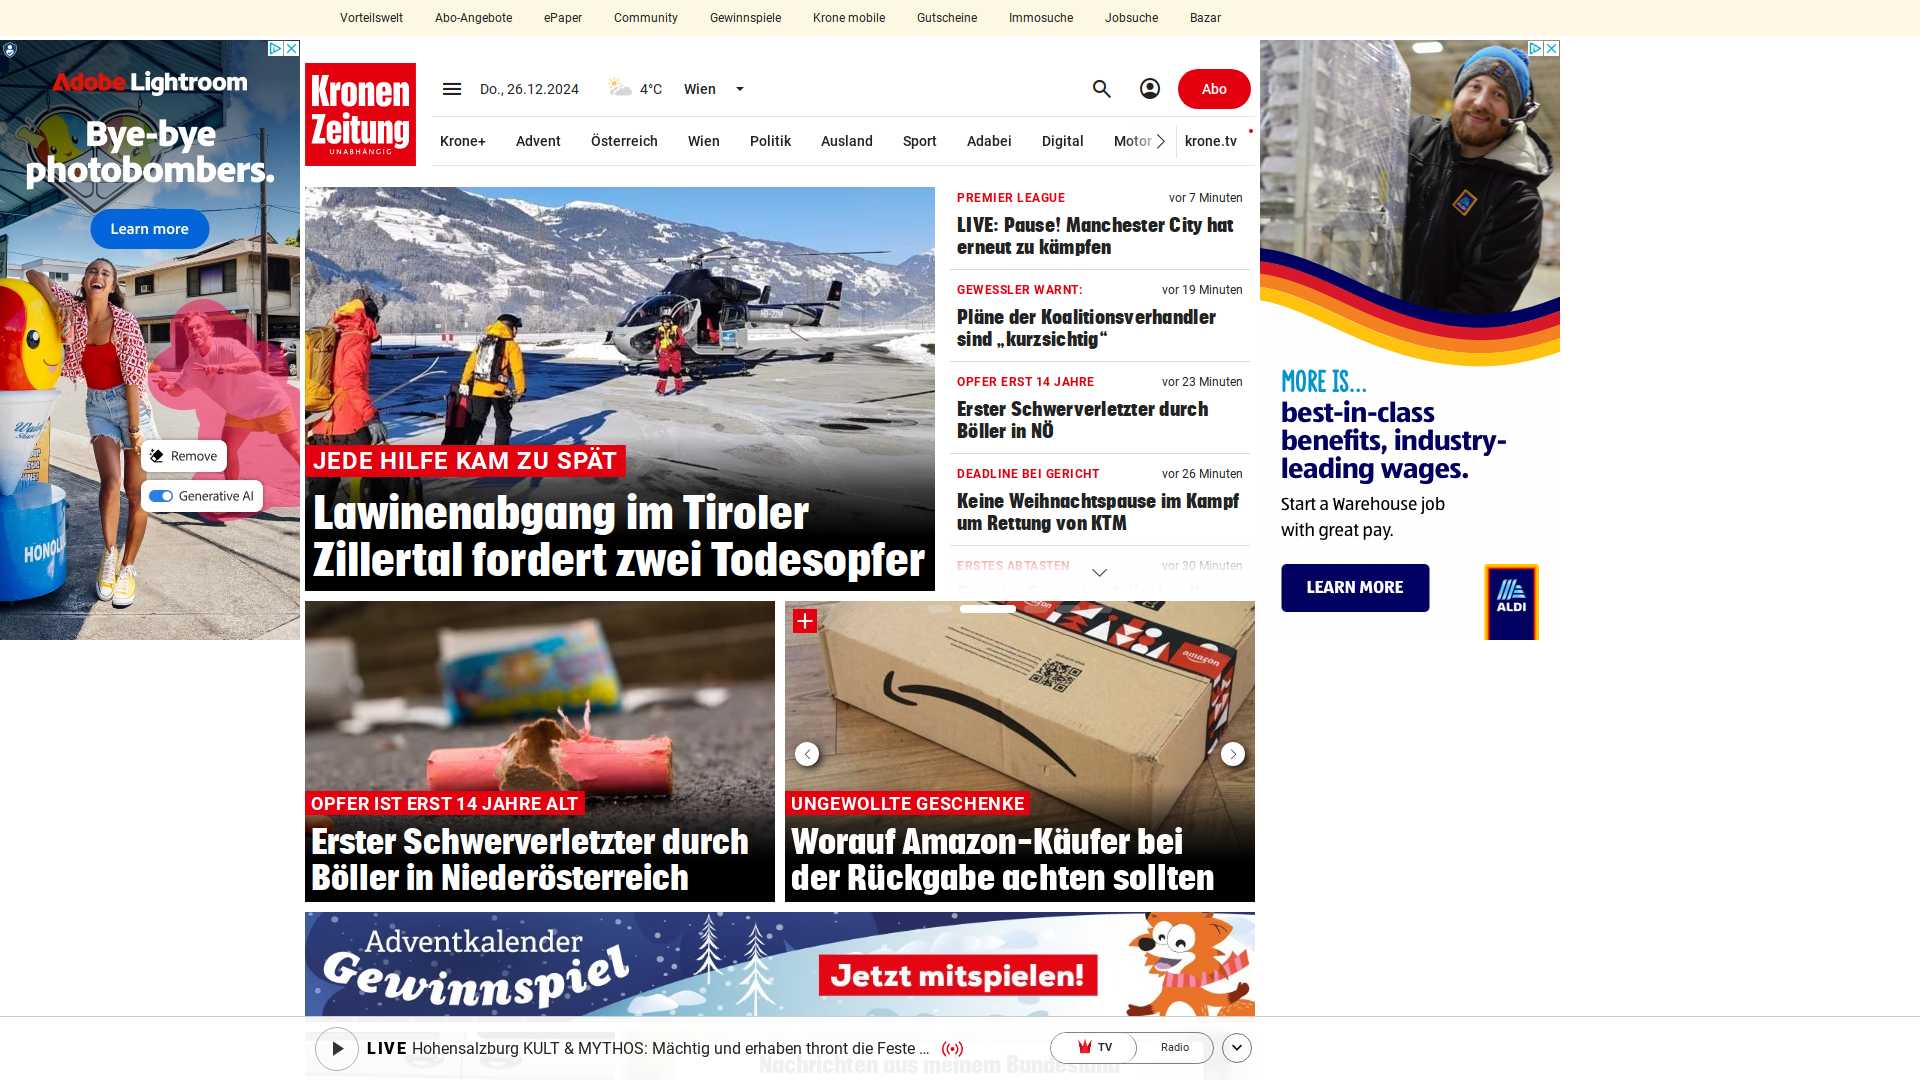 Vorteilswelt Abo-Angebote ePaper Community Gewinnspiele Krone mobile Gutscheine Immosuche Jobsuche Bazar
Adobe Lightroom
Bye-bye
photobombers.
Learn more
Remove
Generative AI
Kronen
Zeitung
UNABHÄNGIG
Do., 26.12.2024
4°C
Wien
Abo
Krone+ Advent Österreich Wien Politik Ausland Sport Adabei Digital Motor krone.tv
JEDE HILFE KAM ZU SPÄT
Lawinenabgang im Tiroler
Zillertal fordert zwei Todesopfer
PREMIER LEAGUE vor 7 Minuten
LIVE: Pause! Manchester City hat
erneut zu kämpfen
GEWESSLER WARNT: vor 19 Minuten
Pläne der Koalitionsverhandler
sind „kurzsichtig“
OPFER ERST 14 JAHRE vor 23 Minuten
Erster Schwerverletzter durch
Böller in NÖ
DEADLINE BEI GERICHT vor 26 Minuten
Keine Weihnachtspause im Kampf
um Rettung von KTM
ERSTES ABTASTEN vor 30 Minuten
MORE IS...
best-in-class
benefits, industry-
leading wages.
Start a Warehouse job
with great pay.
LEARN MORE
ALDI
OPFER IST ERST 14 JAHRE ALT
Erster Schwerverletzter durch
Böller in Niederösterreich
amazon
UNGEWOLLTE GESCHENKE
Worauf Amazon-Käufer bei
der Rückgabe achten sollten
Adventkalender
Gewinnspiel
Jetzt mitspielen!
LIVE Hohensalzburg KULT & MYTHOS: Mächtig und erhaben thront die Feste ...
TV
Radio
Nachrichten aus meinem Bundesland